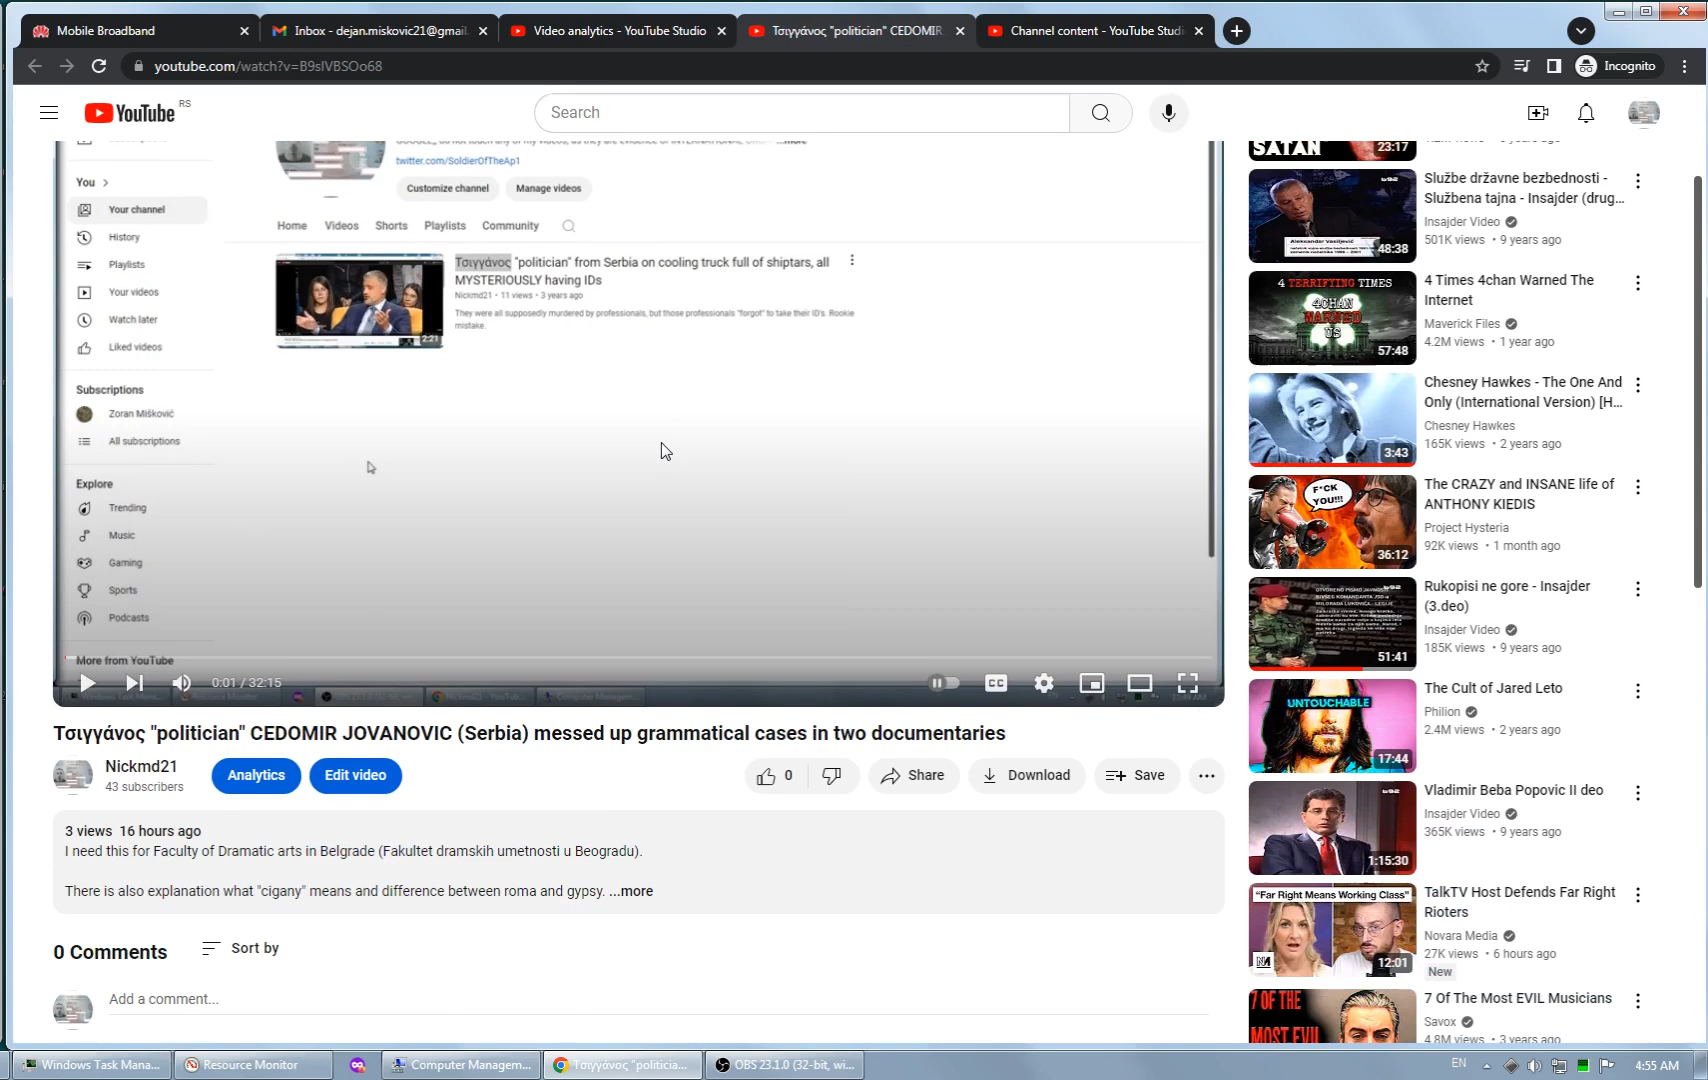 Mobile Broadband
Inbox - dejan.miskovic21@gmail.
Video analytics - YouTube Studio
Τσιγγάνος "politician" CEDOMIR
Channel content - YouTube Studi
youtube.com/watch?v=B9slVBSOo68
Incognito
YouTube
RS
Search
...more
twitter.com/SoldierOfTheAp1
Customize channel
Manage videos
You
Your channel
History
Playlists
Your videos
Watch later
Liked videos
Subscriptions
Zoran Mišković
All subscriptions
Explore
Trending
Music
Gaming
Sports
Podcasts
More from YouTube
Home
Videos
Shorts
Playlists
Community
Τσιγγάνος "politician" from Serbia on cooling truck full of shiptars, all
MYSTERIOUSLY having IDs
Nickmd21 • 11 views • 3 years ago
They were all supposedly murdered by professionals, but those professionals "forgot" to take their ID's. Rookie
mistake.
2:21
0:01 / 32:15
CC
Τσιγγάνος "politician" CEDOMIR JOVANOVIC (Serbia) messed up grammatical cases in two documentaries
Nickmd21
43 subscribers
Analytics
Edit video
0
Share
Download
Save
3 views 16 hours ago
I need this for Faculty of Dramatic arts in Belgrade (Fakultet dramskih umetnosti u Beogradu).
There is also explanation what "cigany" means and difference between roma and gypsy. ...more
0 Comments
Sort by
Add a comment...
SATAN
23:17
Službe državne bezbednosti -
Službena tajna - Insajder (drug...
Insajder Video
501K views • 9 years ago
b92
Aleksandar Vasiljević
48:38
4 Times 4chan Warned The
Internet
Maverick Files
4.2M views • 1 year ago
4 TERRIFYING TIMES
4CHAN
WARNED
US
57:48
Chesney Hawkes - The One And
Only (International Version) [H...
Chesney Hawkes
165K views • 2 years ago
3:43
The CRAZY and INSANE life of
ANTHONY KIEDIS
Project Hysteria
92K views • 1 month ago
F*CK
YOU!!!
36:12
Rukopisi ne gore - Insajder
(3.deo)
Insajder Video
185K views • 9 years ago
b92
51:41
The Cult of Jared Leto
Philion
2.4M views • 2 years ago
UNTOUCHABLE
17:44
Vladimir Beba Popovic II deo
Insajder Video
365K views • 9 years ago
b92
1:15:30
TalkTV Host Defends Far Right
Rioters
Novara Media
27K views • 6 hours ago
New
"Far Right Means Working Class"
12:01
7 Of The Most EVIL Musicians
Savox
4.8M views • 3 years ago
7 OF THE
MOST EVIL
Windows Task Mana...
Resource Monitor
Computer Managem...
Τσιγγάνος "politicia...
OBS 23.1.0 (32-bit, wi...
EN
4:55 AM